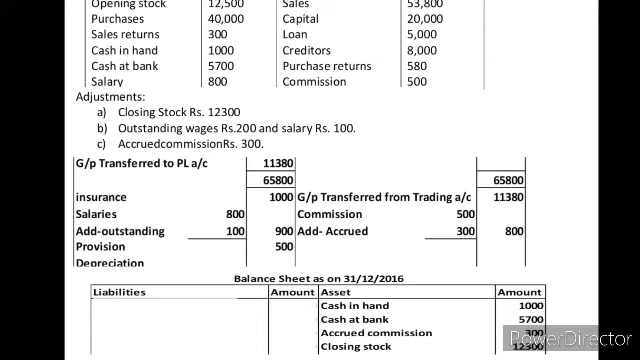 Opening stock 12,500 Sales 53,800
Purchases 40,000 Capital 20,000
Sales returns 300 Loan 5,000
Cash in hand 1000 Creditors 8,000
Cash at bank 5700 Purchase returns 580
Salary 800 Commission 500
Adjustments:
a) Closing Stock Rs. 12300
b) Outstanding wages Rs.200 and salary Rs. 100.
c) AccruedcommissionRs. 300.
G/p Transferred to PL a/c 11380
65800 65800
insurance 1000 G/p Transferred from Trading a/c 11380
Salaries 800 Commission 500
Add-outstanding 100 900 Add- Accrued 300 800
Provision 500
Depreciation
Balance Sheet as on 31/12/2016
Liabilities Amount Asset Amount
Cash in hand 1000
Cash at bank 5700
Accrued commission 300
Closing stock 12300
PowerDirector